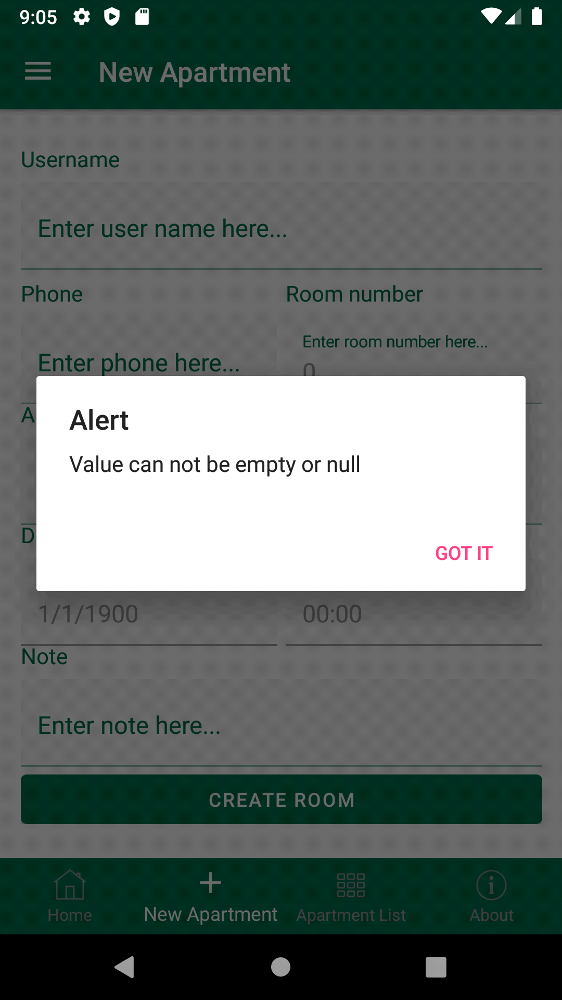 9:05
New Apartment
Username
Enter user name here...
Phone
Room number
Enter phone here...
Enter room number here...
0
A
Alert
Value can not be empty or null
D
GOT IT
1/1/1900
00:00
Note
Enter note here...
CREATE ROOM
Home
New Apartment
Apartment List
About